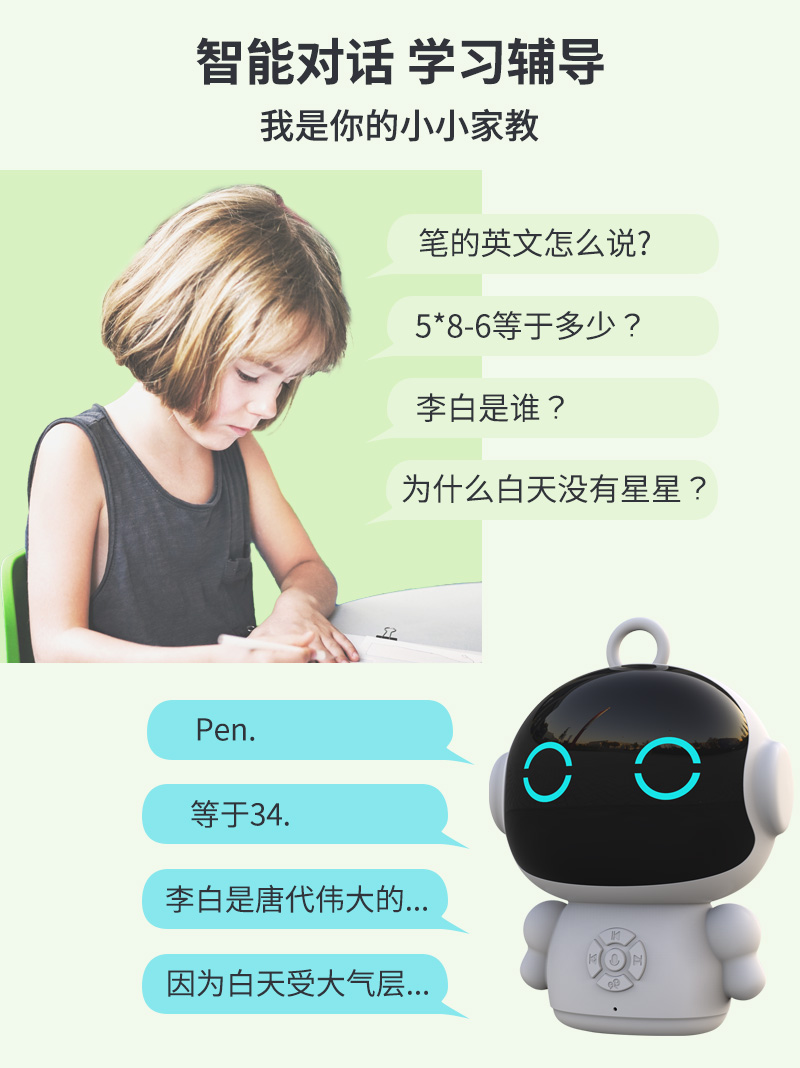 智能对话 学习辅导
我是你的小小家教
笔的英文怎么说?
5*8-6等于多少？
李白是谁？
为什么白天没有星星？
Pen.
等于34.
李白是唐代伟大的...
因为白天受大气层...